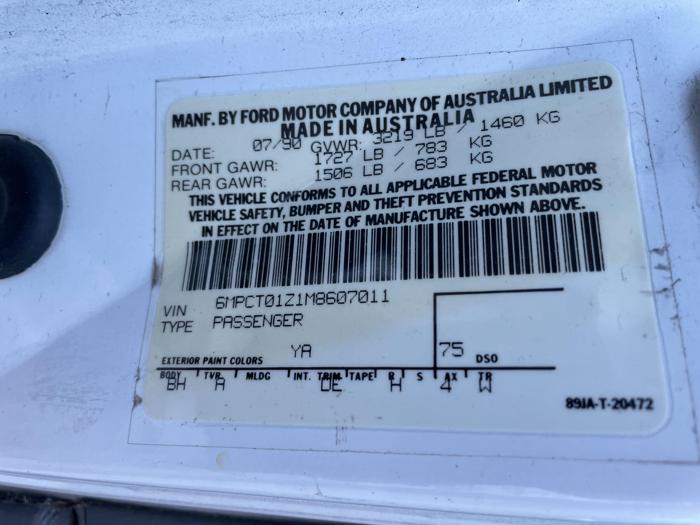 MANF. BY FORD MOTOR COMPANY OF AUSTRALIA LIMITED
MADE IN AUSTRALIA
DATE: 07/90 GVWR: 3219 LB / 1460 KG
FRONT GAWR: 1727 LB / 783 KG
REAR GAWR: 1506 LB / 683 KG
THIS VEHICLE CONFORMS TO ALL APPLICABLE FEDERAL MOTOR
VEHICLE SAFETY, BUMPER AND THEFT PREVENTION STANDARDS
IN EFFECT ON THE DATE OF MANUFACTURE SHOWN ABOVE.
VIN 6MPCT01Z1M8607011
TYPE PASSENGER
EXTERIOR PAINT COLORS YA 75 DSO
BODY TVR MLDG INT. TRIM TAPE R S AX TR
BH A DE H 4 W
89JA-T-20472